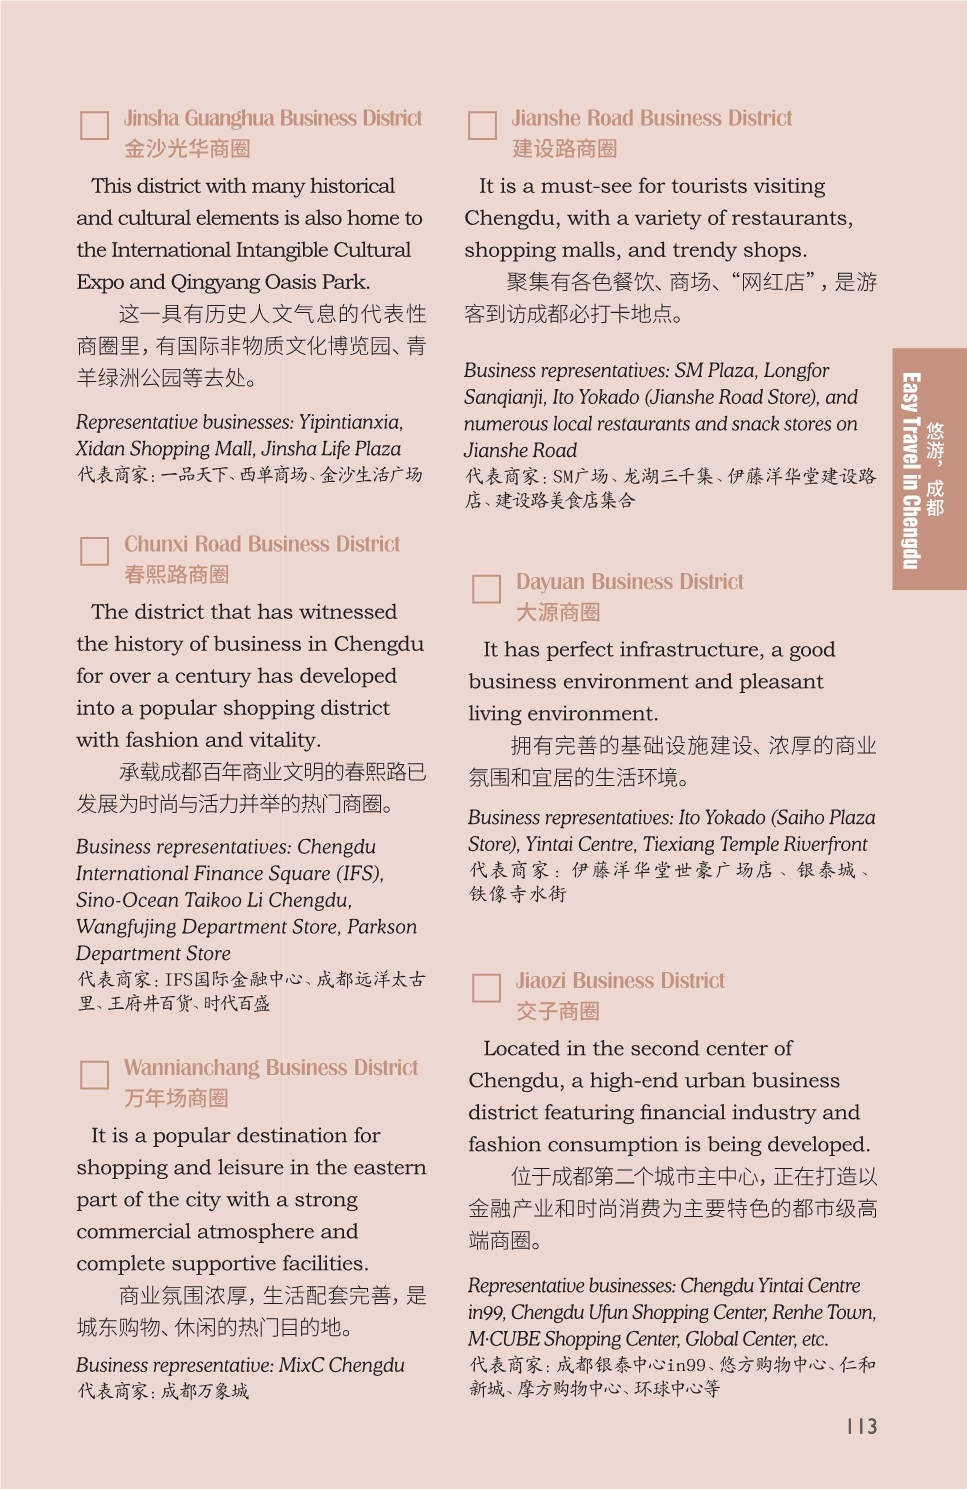 Jinsha Guanghua Business District
金沙光华商圈
This district with many historical
and cultural elements is also home to
the International Intangible Cultural
Expo and Qingyang Oasis Park.
这一具有历史人文气息的代表性
商圈里，有国际非物质文化博览园、青
羊绿洲公园等去处。
Representative businesses: Yipintianxia,
Xidan Shopping Mall, Jinsha Life Plaza
代表商家：一品天下、西单商场、金沙生活广场
Chunxi Road Business District
春熙路商圈
The district that has witnessed
the history of business in Chengdu
for over a century has developed
into a popular shopping district
with fashion and vitality.
承载成都百年商业文明的春熙路已
发展为时尚与活力并举的热门商圈。
Business representatives: Chengdu
International Finance Square (IFS),
Sino-Ocean Taikoo Li Chengdu,
Wangfujing Department Store, Parkson
Department Store
代表商家：IFS国际金融中心、成都远洋太古
里、王府井百货、时代百盛
Wannianchang Business District
万年场商圈
It is a popular destination for
shopping and leisure in the eastern
part of the city with a strong
commercial atmosphere and
complete supportive facilities.
商业氛围浓厚，生活配套完善，是
城东购物、休闲的热门目的地。
Business representative: MixC Chengdu
代表商家：成都万象城
Jianshe Road Business District
建设路商圈
It is a must-see for tourists visiting
Chengdu, with a variety of restaurants,
shopping malls, and trendy shops.
聚集有各色餐饮、商场、“网红店”，是游
客到访成都必打卡地点。
Business representatives: SM Plaza, Longfor
Sanqianji, Ito Yokado (Jianshe Road Store), and
numerous local restaurants and snack stores on
Jianshe Road
代表商家：SM广场、龙湖三千集、伊藤洋华堂建设路
店、建设路美食店集合
Dayuan Business District
大源商圈
It has perfect infrastructure, a good
business environment and pleasant
living environment.
拥有完善的基础设施建设、浓厚的商业
氛围和宜居的生活环境。
Business representatives: Ito Yokado (Saiho Plaza
Store), Yintai Centre, Tiexiang Temple Riverfront
代表商家：伊藤洋华堂世豪广场店、银泰城、
铁像寺水街
Jiaozi Business District
交子商圈
Located in the second center of
Chengdu, a high-end urban business
district featuring financial industry and
fashion consumption is being developed.
位于成都第二个城市主中心，正在打造以
金融产业和时尚消费为主要特色的都市级高
端商圈。
Representative businesses: Chengdu Yintai Centre
in99, Chengdu Ufun Shopping Center, Renhe Town,
M·CUBE Shopping Center, Global Center, etc.
代表商家：成都银泰中心in99、悠方购物中心、仁和
新城、摩方购物中心、环球中心等
悠游，成都
Easy Travel in Chengdu
113